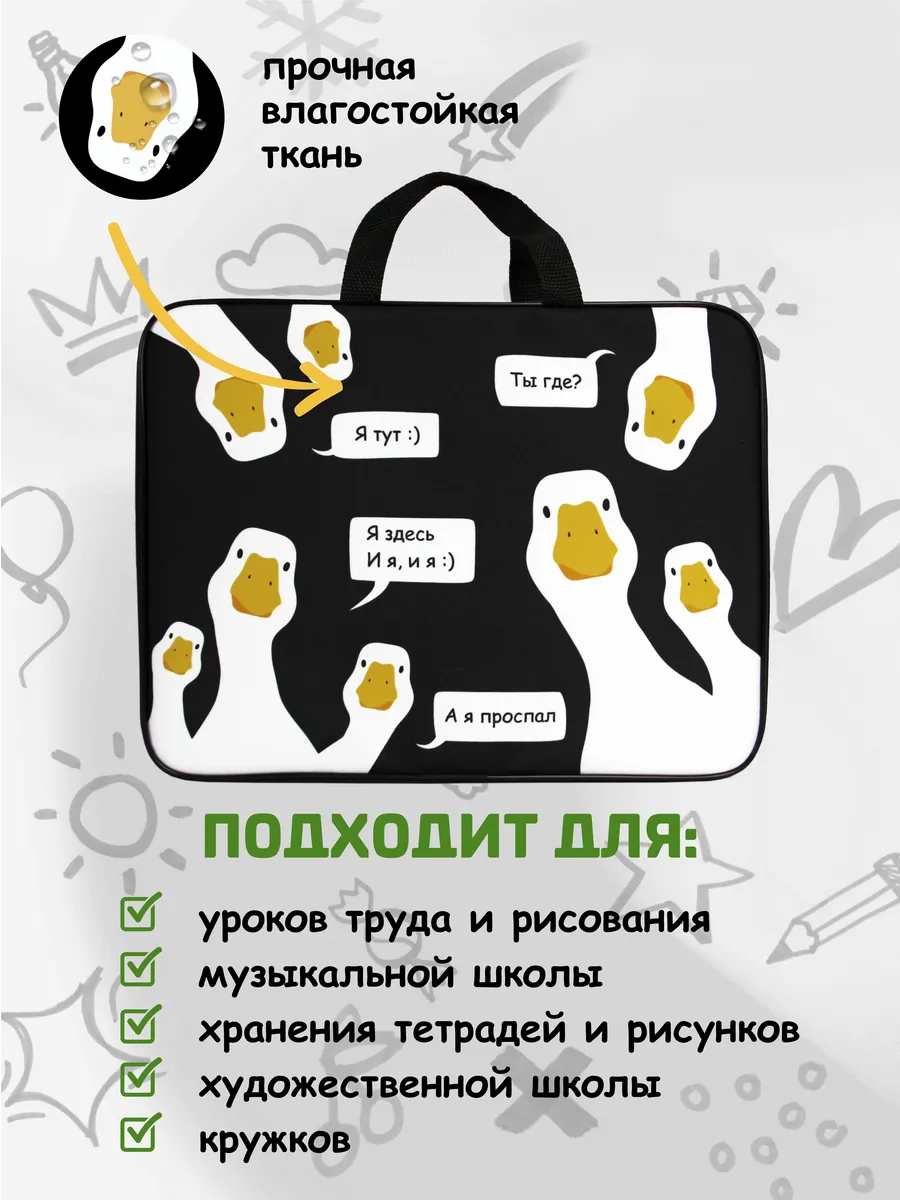 прочная
влагостойкая
ткань
Ты где?
Я тут :)
Я здесь
И я, и я :)
А я проспал
ПОДХОДИТ ДЛЯ:
уроков труда и рисования
музыкальной школы
хранения тетрадей и рисунков
художественной школы
кружков